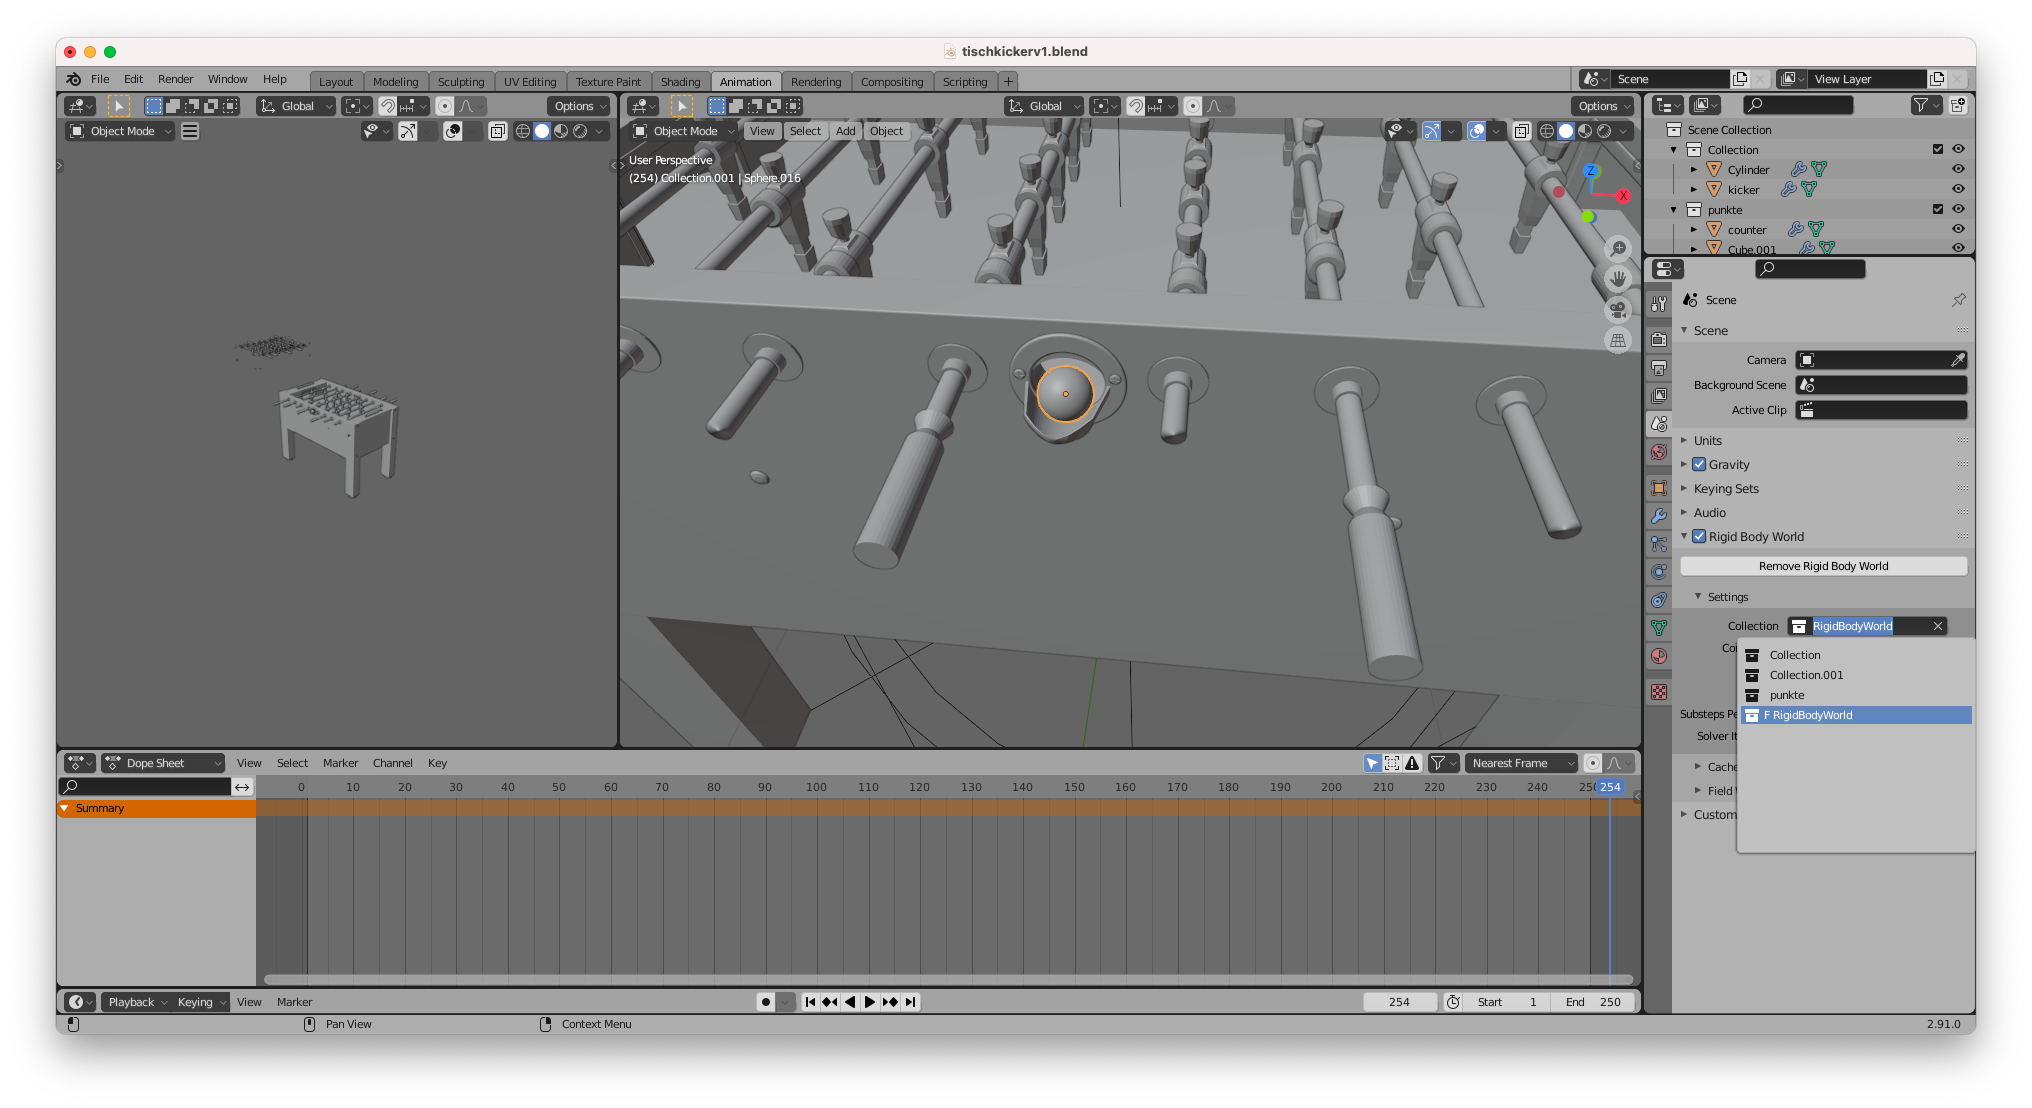 tischkickerv1.blend
File Edit Render Window Help
Layout Modeling Sculpting UV Editing Texture Paint Shading Animation Rendering Compositing Scripting +
Scene
View Layer
Global
Options
Object Mode
Global
Options
Object Mode View Select Add Object
User Perspective
(254) Collection.001 | Sphere.016
Z
X
Scene Collection
Collection
Cylinder
kicker
punkte
counter
Cube.001
Scene
Scene
Camera
Background Scene
Active Clip
Units
Gravity
Keying Sets
Audio
Rigid Body World
Remove Rigid Body World
Settings
Collection RigidBodyWorld
Co
Collection
Collection.001
punkte
F RigidBodyWorld
Substeps Pe
Solver It
Cache
Field
Custom
Dope Sheet View Select Marker Channel Key
Nearest Frame
0 10 20 30 40 50 60 70 80 90 100 110 120 130 140 150 160 170 180 190 200 210 220 230 240 25 254
Summary
Playback Keying View Marker
254 Start 1 End 250
Pan View Context Menu
2.91.0